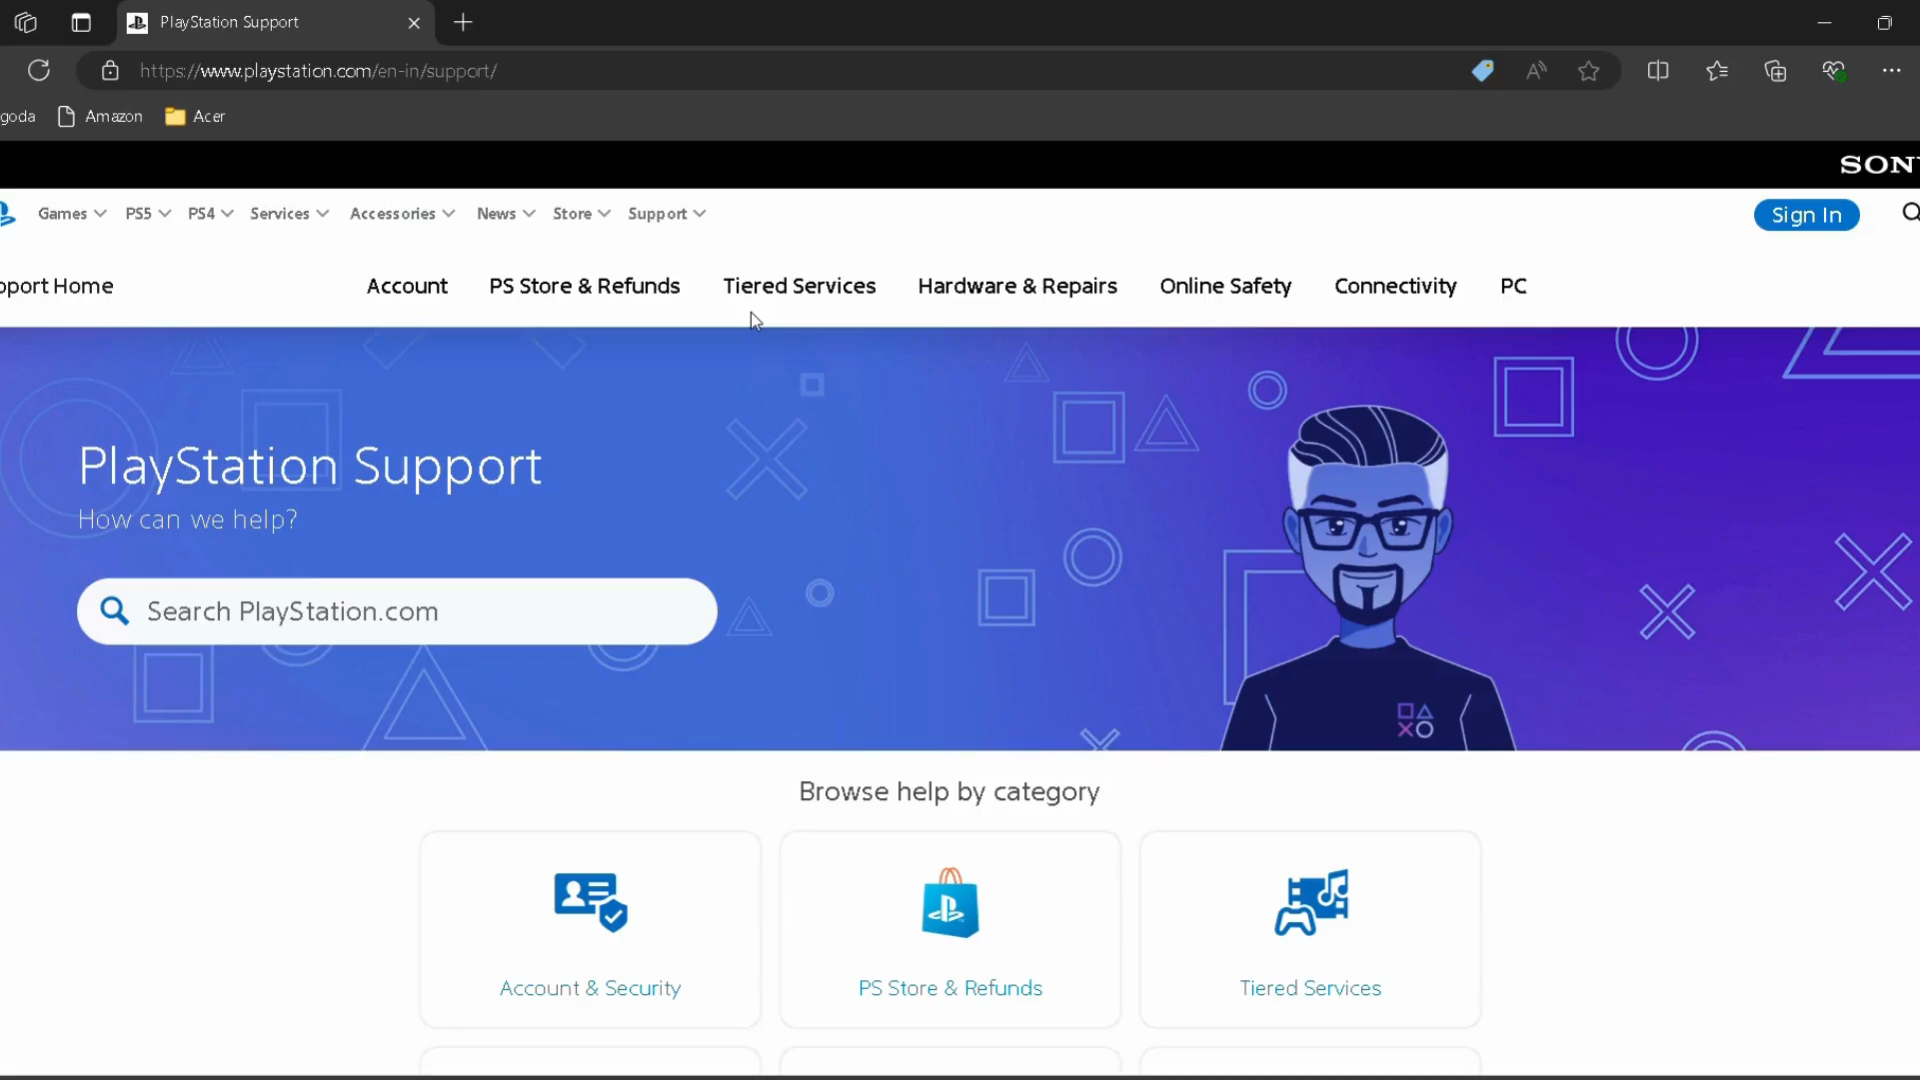 PlayStation Support
https://www.playstation.com/en-in/support/
goda Amazon Acer
SON
Games PS5 PS4 Services Accessories News Store Support Sign In
pport Home Account PS Store & Refunds Tiered Services Hardware & Repairs Online Safety Connectivity PC
PlayStation Support
How can we help?
Search PlayStation.com
Browse help by category
Account & Security PS Store & Refunds Tiered Services